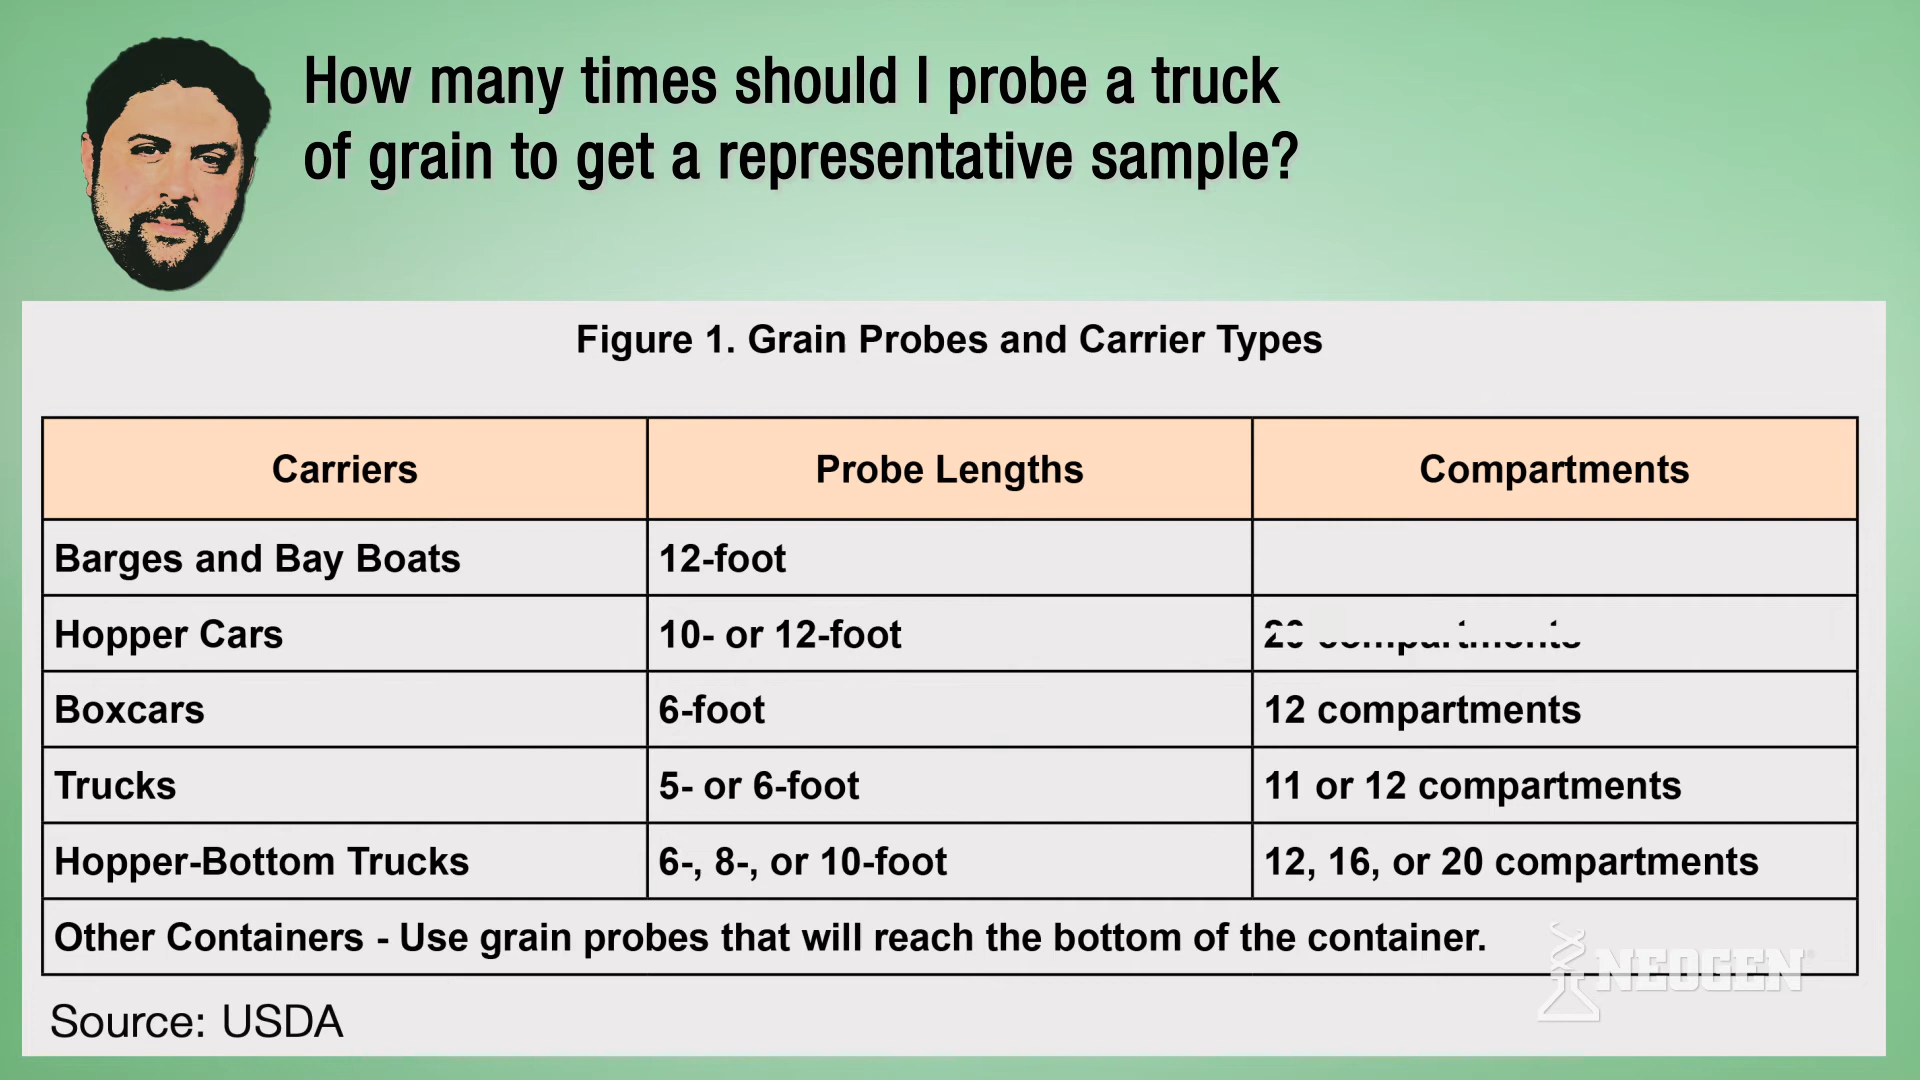 How many times should I probe a truck
of grain to get a representative sample?
Figure 1. Grain Probes and Carrier Types
Carriers Probe Lengths Compartments
Barges and Bay Boats 12-foot
Hopper Cars 10- or 12-foot compartments
Boxcars 6-foot 12 compartments
Trucks 5- or 6-foot 11 or 12 compartments
Hopper-Bottom Trucks 6-, 8-, or 10-foot 12, 16, or 20 compartments
Other Containers - Use grain probes that will reach the bottom of the container.
NEOGEN
Source: USDA